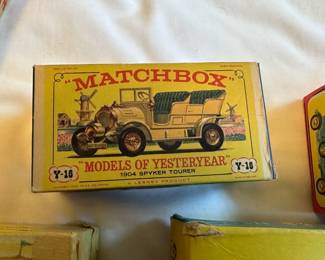 "MATCHBOX"
"MODELS OF YESTERYEAR"
Y-16 Y-16
1904 SPYKER TOURER
A LESNEY PRODUCT